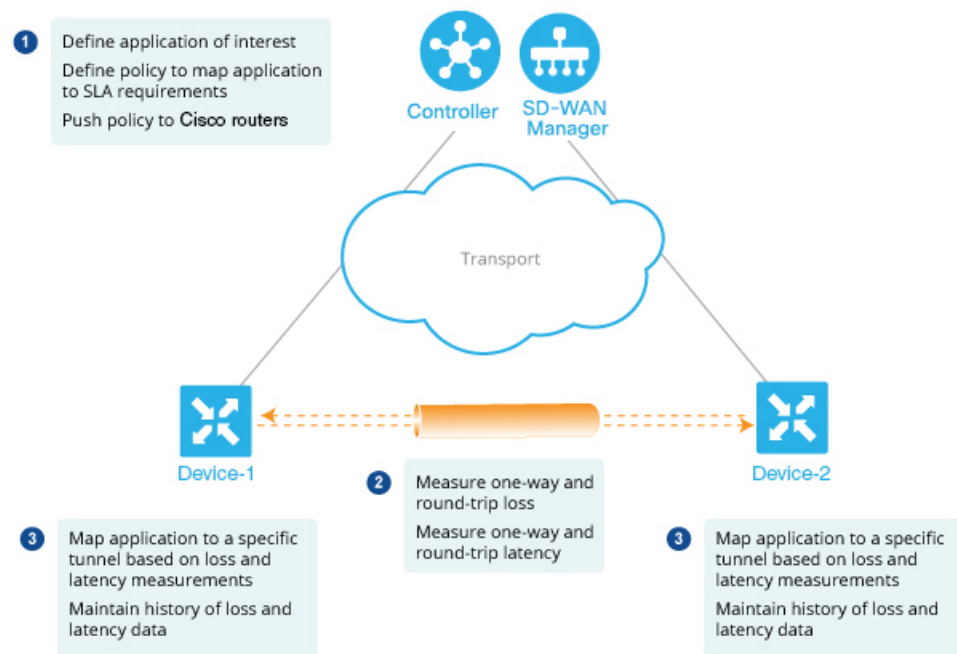 1
Define application of interest
Define policy to map application
to SLA requirements
Push policy to Cisco routers
Controller
SD-WAN
Manager
Transport
Device-1
Device-2
2
Measure one-way and
round-trip loss
Measure one-way and
round-trip latency
3
Map application to a specific
tunnel based on loss and
latency measurements
Maintain history of loss and
latency data
3
Map application to a specific
tunnel based on loss and
latency measurements
Maintain history of loss and
latency data